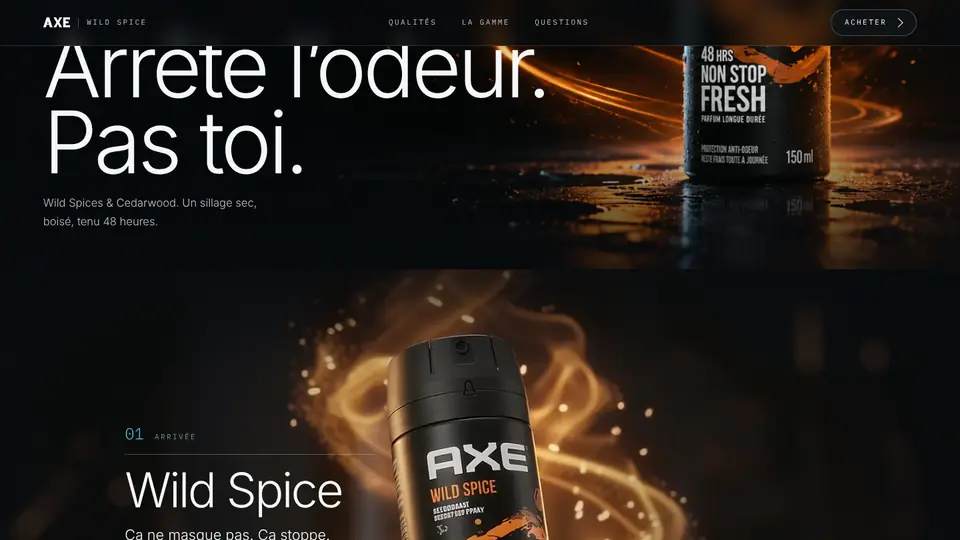 AXE | WILD SPICE
QUALITÉS
LA GAMME
QUESTIONS
ACHETER
Arrête l'odeur.
Pas toi.
Wild Spices & Cedarwood. Un sillage sec,
boisé, tenu 48 heures.
48 HRS
NON STOP
FRESH
PARFUM LONGUE DURÉE
PROTECTION ANTI-ODEUR
RESTE FRAIS TOUTE LA JOURNÉE
150 ml
01 ARRIVÉE
Wild Spice
Ça ne masque pas. Ça stoppe.
AXE
WILD SPICE